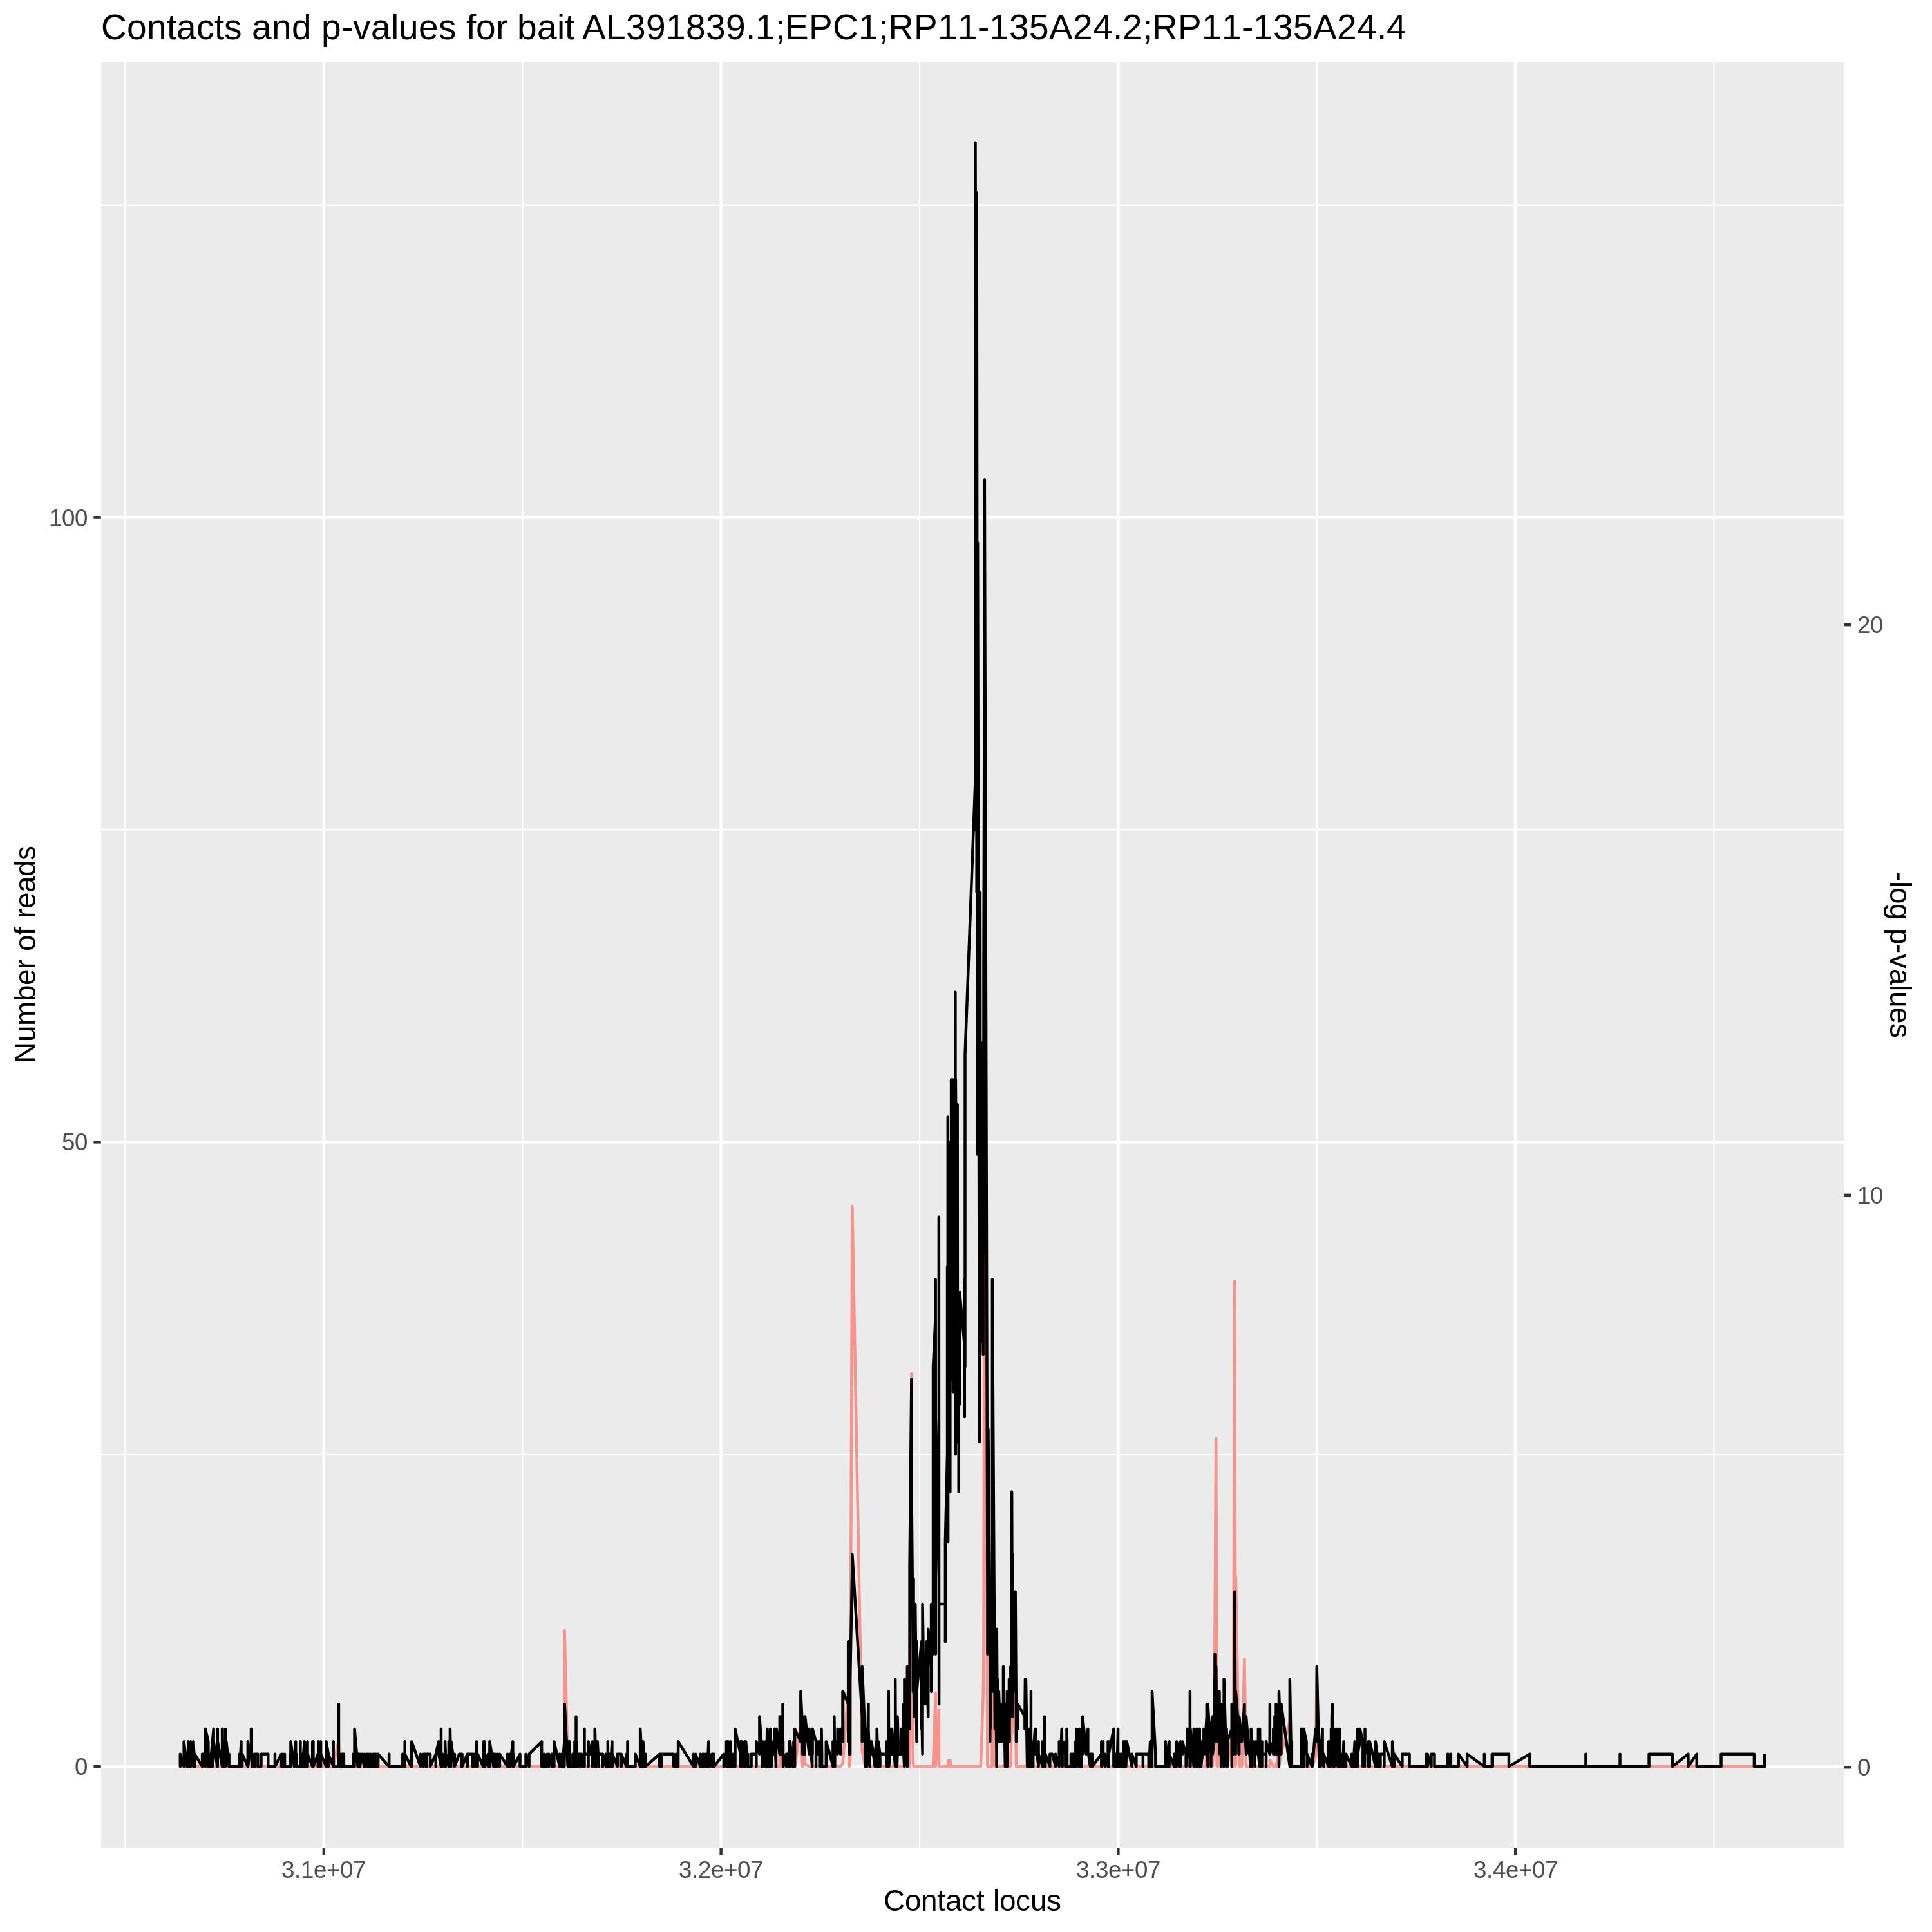 Contacts and p-values for bait AL391839.1;EPC1;RP11-135A24.2;RP11-135A24.4
Number of reads
100
50
0
20
10
0
-log p-values
3.1e+07
3.2e+07
3.3e+07
3.4e+07
Contact locus